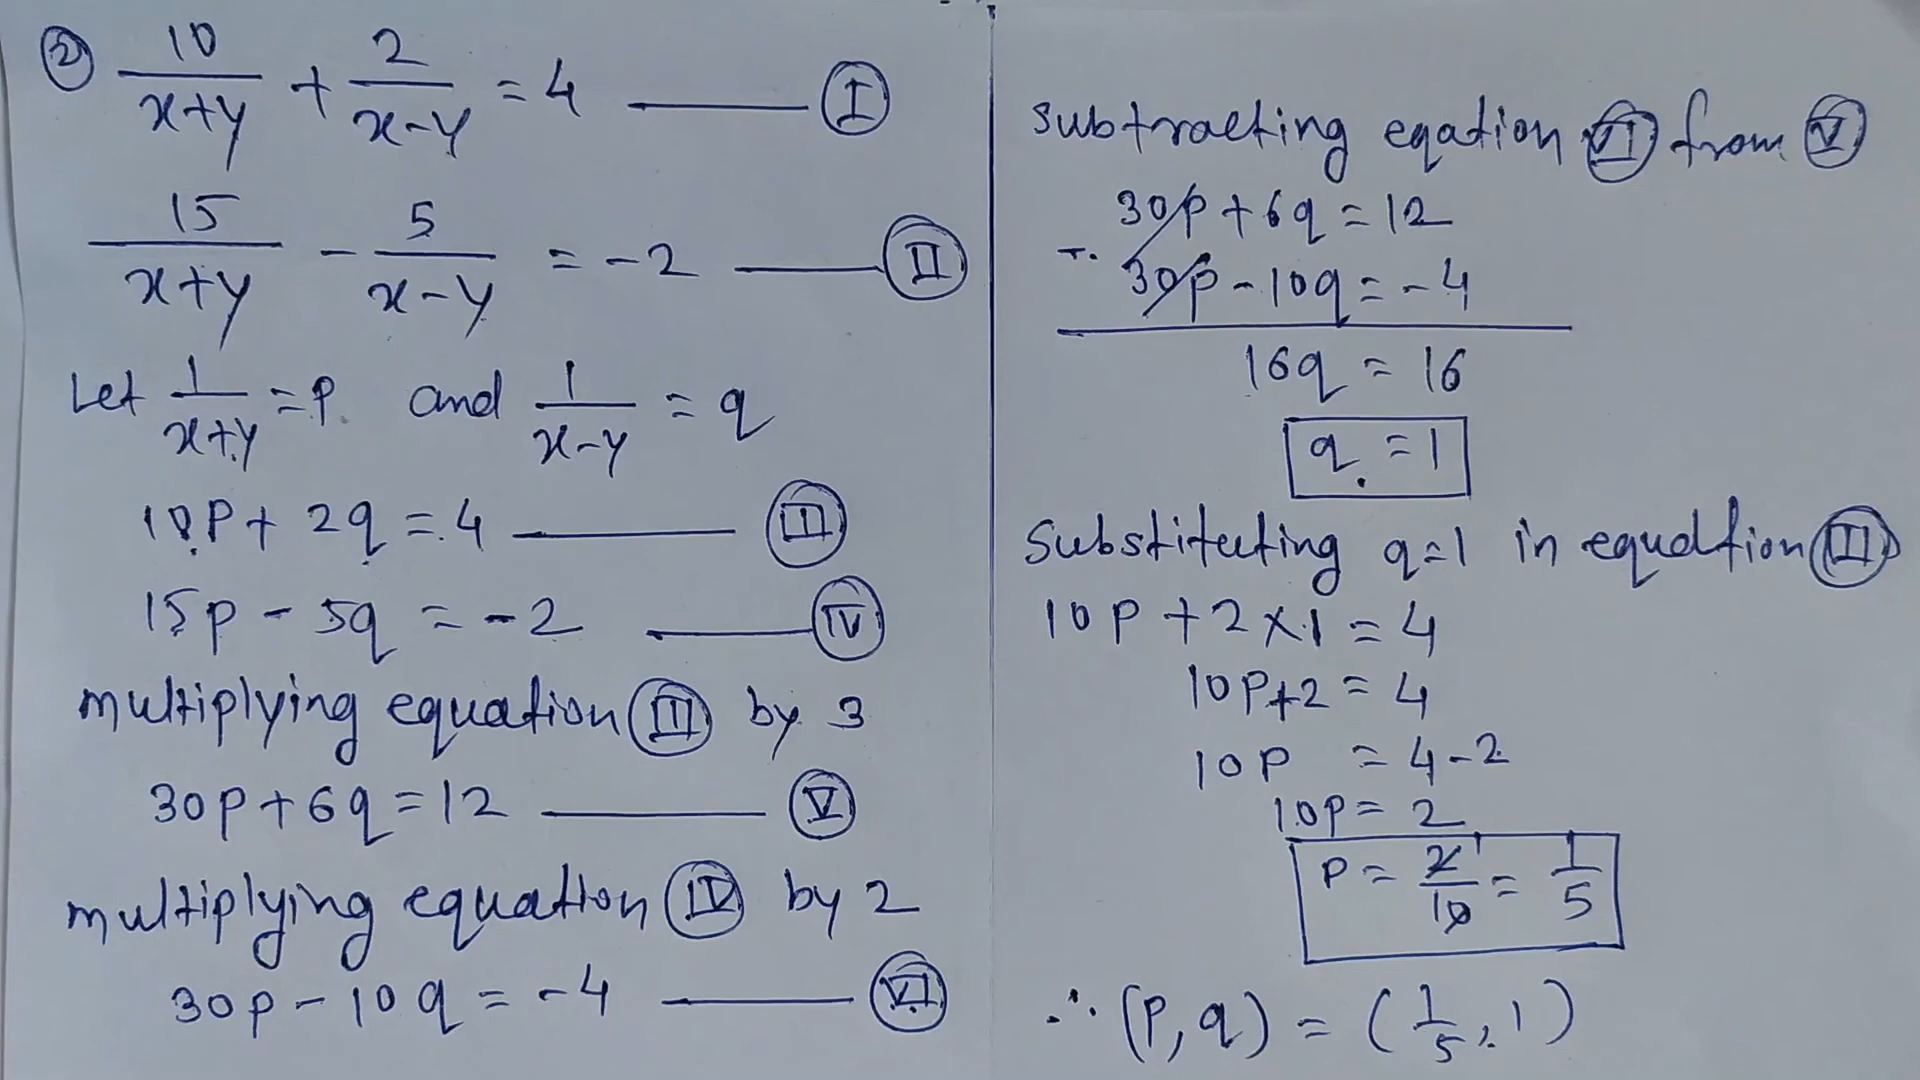 ② 10/(x+y) + 2/(x-y) = 4 —— Ⅰ
15/(x+y) - 5/(x-y) = -2 —— Ⅱ
Let 1/(x+y) = p and 1/(x-y) = q
10p + 2q = 4 —— Ⅲ
15p - 5q = -2 —— Ⅳ
multiplying equation Ⅲ by 3
30p + 6q = 12 —— Ⅴ
multiplying equation Ⅳ by 2
30p - 10q = -4 —— Ⅵ
subtracting eqation Ⅵ from Ⅴ
30p + 6q = 12
30p - 10q = -4
16q = 16
q = 1
Substituting q=1 in equation Ⅲ
10p + 2×1 = 4
10p+2 = 4
10p = 4-2
10p = 2
p = 2/10 = 1/5
∴ (p, q) = (1/5, 1)